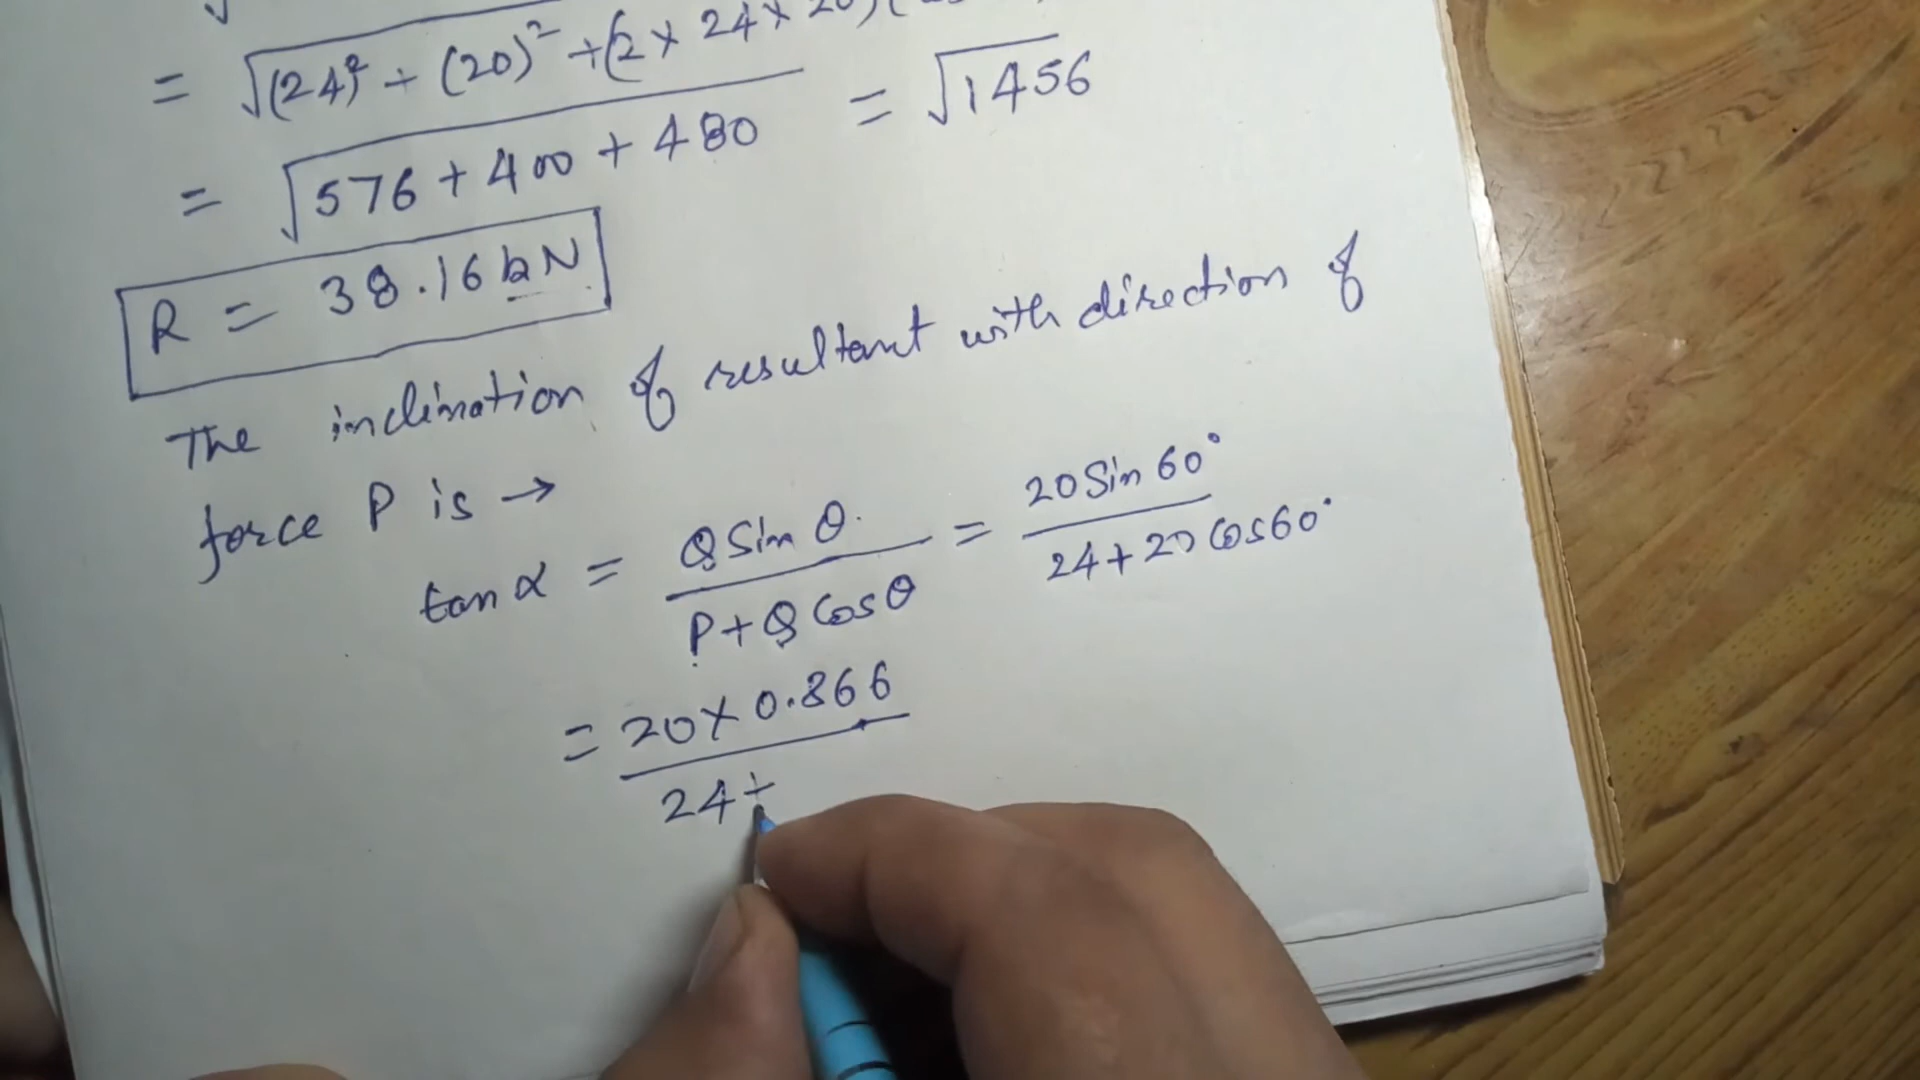 = √(24)² + (20)² + (2 × 24 × 20)
= √576 + 400 + 480 = √1456
R = 38.16 kN
The inclination of resultant with direction of
force P is →
tan α = Q Sin θ / P + Q Cos θ = 20 Sin 60° / 24 + 20 Cos 60°
= 20 × 0.866 / 24 +